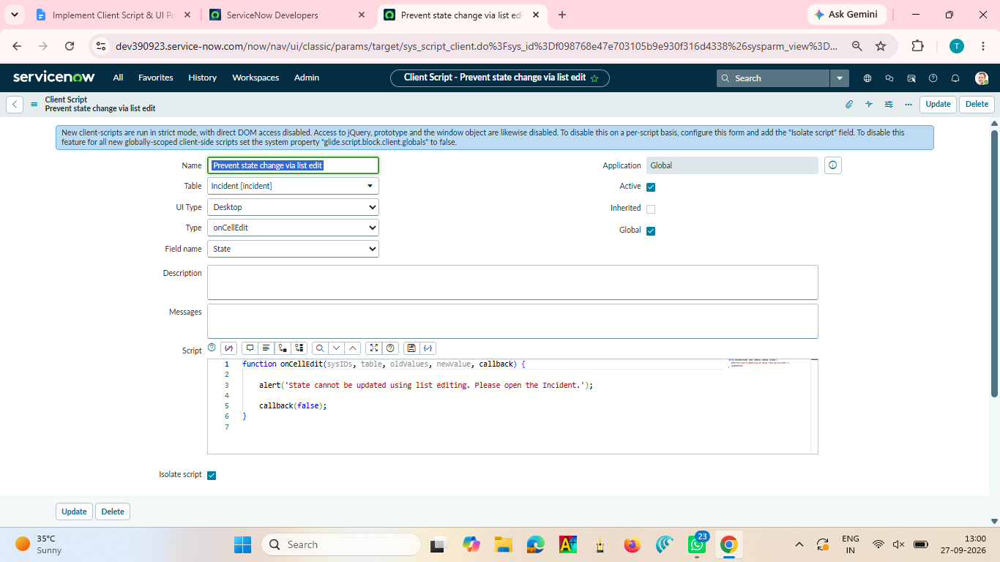 Implement Client Script & UI Po
ServiceNow Developers
Prevent state change via list edi
Ask Gemini
dev390923.service-now.com/now/nav/ui/classic/params/target/sys_script_client.do%3Fsys_id%3Df098768e47e703105b9e930f316d4338%26sysparm_view%3D...
T
servicenow
All
Favorites
History
Workspaces
Admin
Client Script - Prevent state change via list edit
Search
Client Script
Prevent state change via list edit
Update
Delete
New client-scripts are run in strict mode, with direct DOM access disabled. Access to jQuery, prototype and the window object are likewise disabled. To disable this on a per-script basis, configure this form and add the "Isolate script" field. To disable this
feature for all new globally-scoped client-side scripts set the system property "glide.script.block.client.globals" to false.
Name Prevent state change via list edit
Application Global
Table Incident [incident]
Active
UI Type Desktop
Inherited
Type onCellEdit
Global
Field name State
Description
Messages
Script
1 function onCellEdit(sysIDs, table, oldValues, newValue, callback) {
2
3 alert('State cannot be updated using list editing. Please open the Incident.');
4
5 callback(false);
6 }
7
Isolate script
Update
Delete
35°C
Sunny
Search
23
ENG
IN
13:00
27-09-2026